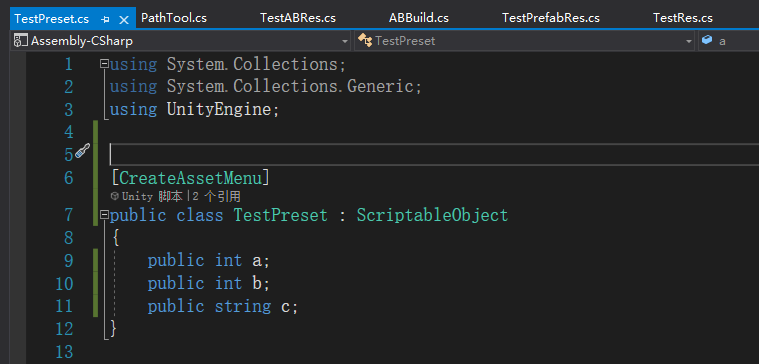 TestPreset.cs PathTool.cs TestABRes.cs ABBuild.cs TestPrefabRes.cs TestRes.cs
Assembly-CSharp TestPreset a
1 using System.Collections;
2 using System.Collections.Generic;
3 using UnityEngine;
4
5
6 [CreateAssetMenu]
Unity 脚本|2 个引用
7 public class TestPreset : ScriptableObject
8 {
9 public int a;
10 public int b;
11 public string c;
12 }
13